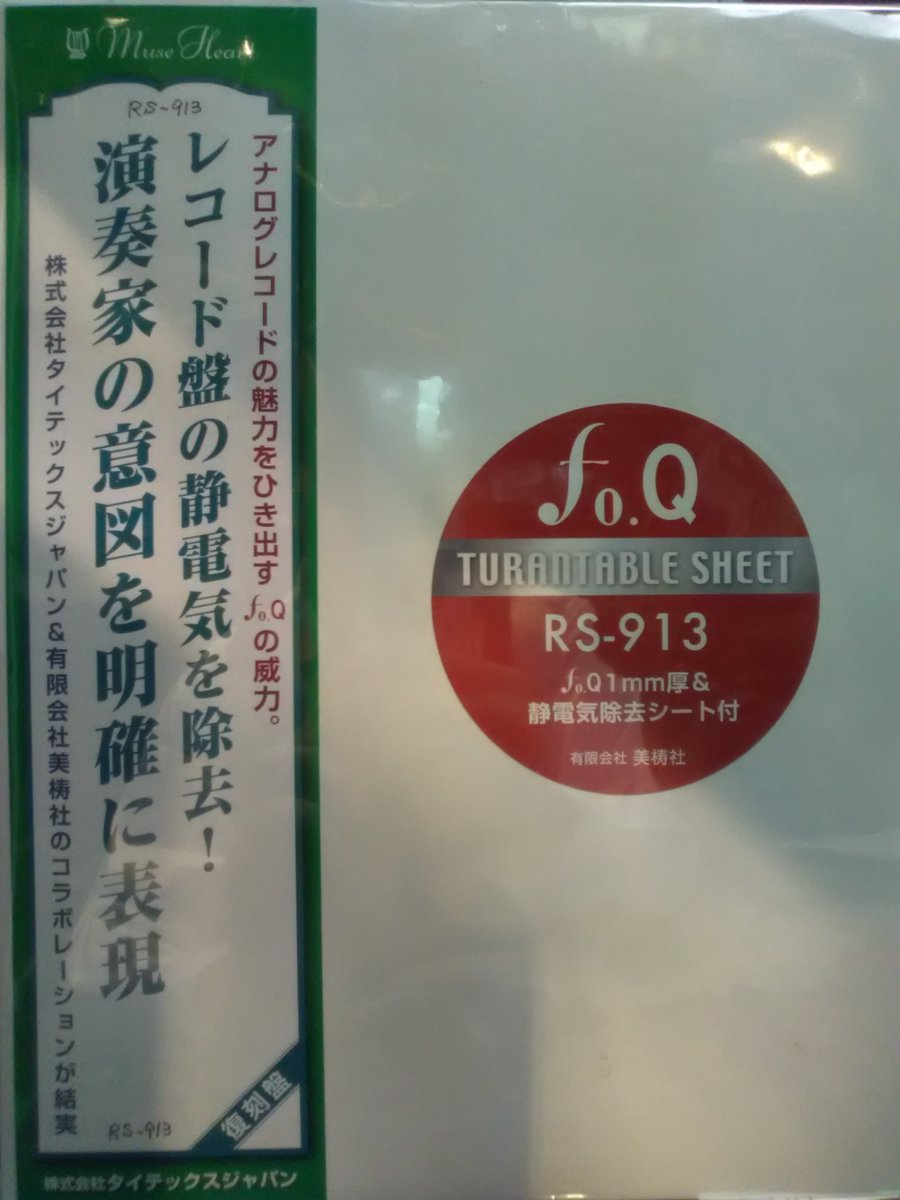 Muse Heart
RS-913
アナログレコードの魅力をひき出すfo.Qの威力。
レコード盤の静電気を除去！
演奏家の意図を明確に表現
株式会社タイテックスジャパン&有限会社美梼社のコラボレーションが結実
RS-913
復刻盤
株式会社タイテックスジャパン
fo.Q
TURANTABLE SHEET
RS-913
fo.Q1mm厚&
静電気除去シート付
有限会社 美梼社